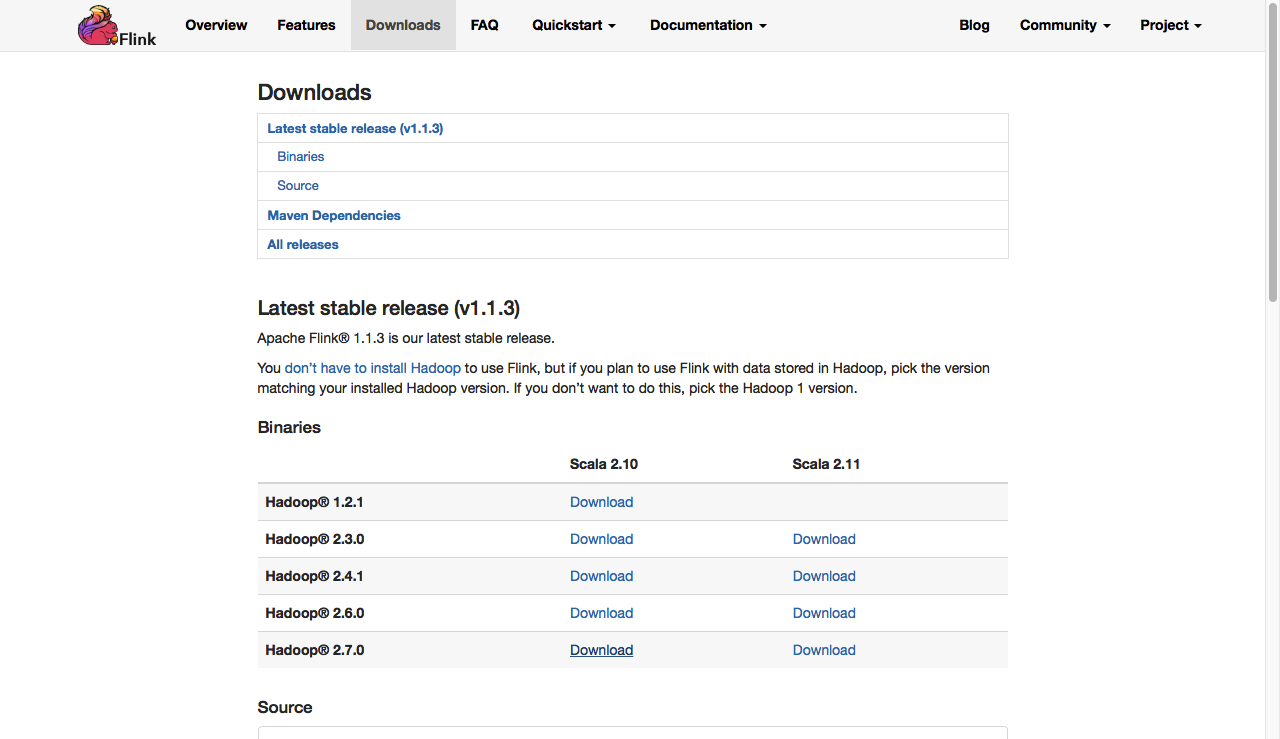 Flink Overview Features Downloads FAQ Quickstart Documentation Blog Community Project
Downloads
Latest stable release (v1.1.3)
Binaries
Source
Maven Dependencies
All releases
Latest stable release (v1.1.3)
Apache Flink® 1.1.3 is our latest stable release.
You don’t have to install Hadoop to use Flink, but if you plan to use Flink with data stored in Hadoop, pick the version
matching your installed Hadoop version. If you don’t want to do this, pick the Hadoop 1 version.
Binaries
Scala 2.10 Scala 2.11
Hadoop® 1.2.1 Download
Hadoop® 2.3.0 Download Download
Hadoop® 2.4.1 Download Download
Hadoop® 2.6.0 Download Download
Hadoop® 2.7.0 Download Download
Source